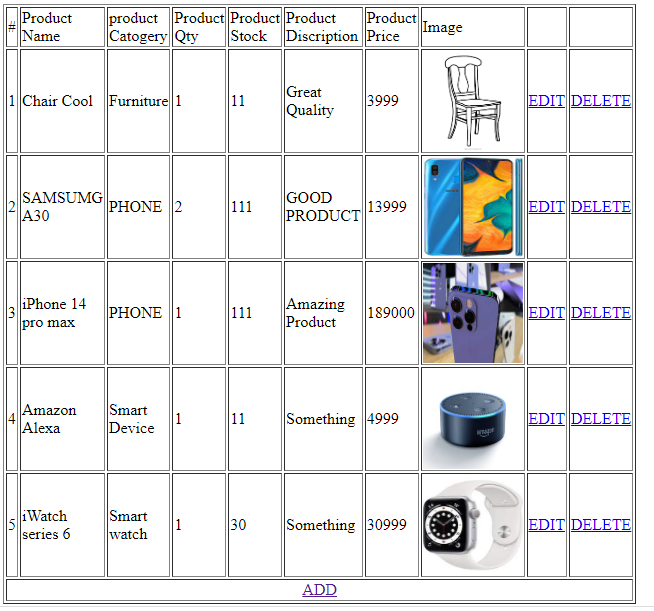 # Product Name product Catogery Product Qty Product Stock Product Discription Product Price Image
1 Chair Cool Furniture 1 11 Great Quality 3999 EDIT DELETE
2 SAMSUMG A30 PHONE 2 111 GOOD PRODUCT 13999 EDIT DELETE
3 iPhone 14 pro max PHONE 1 111 Amazing Product 189000 EDIT DELETE
4 Amazon Alexa Smart Device 1 11 Something 4999 amazon EDIT DELETE
5 iWatch series 6 Smart watch 1 30 Something 30999 EDIT DELETE
ADD